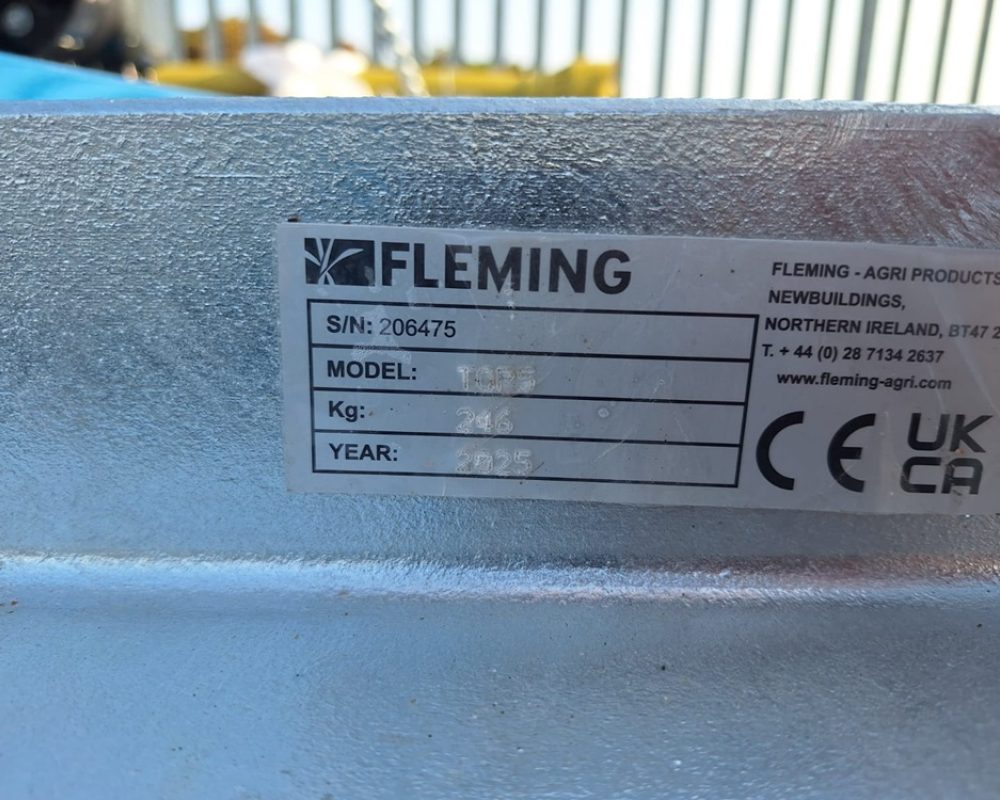 FLEMING
S/N: 206475
MODEL: TOP5
Kg: 246
YEAR: 2025
FLEMING - AGRI PRODUCTS
NEWBUILDINGS,
NORTHERN IRELAND, BT47 2
T. + 44 (0) 28 7134 2637
www.fleming-agri.com
CE
UK
CA